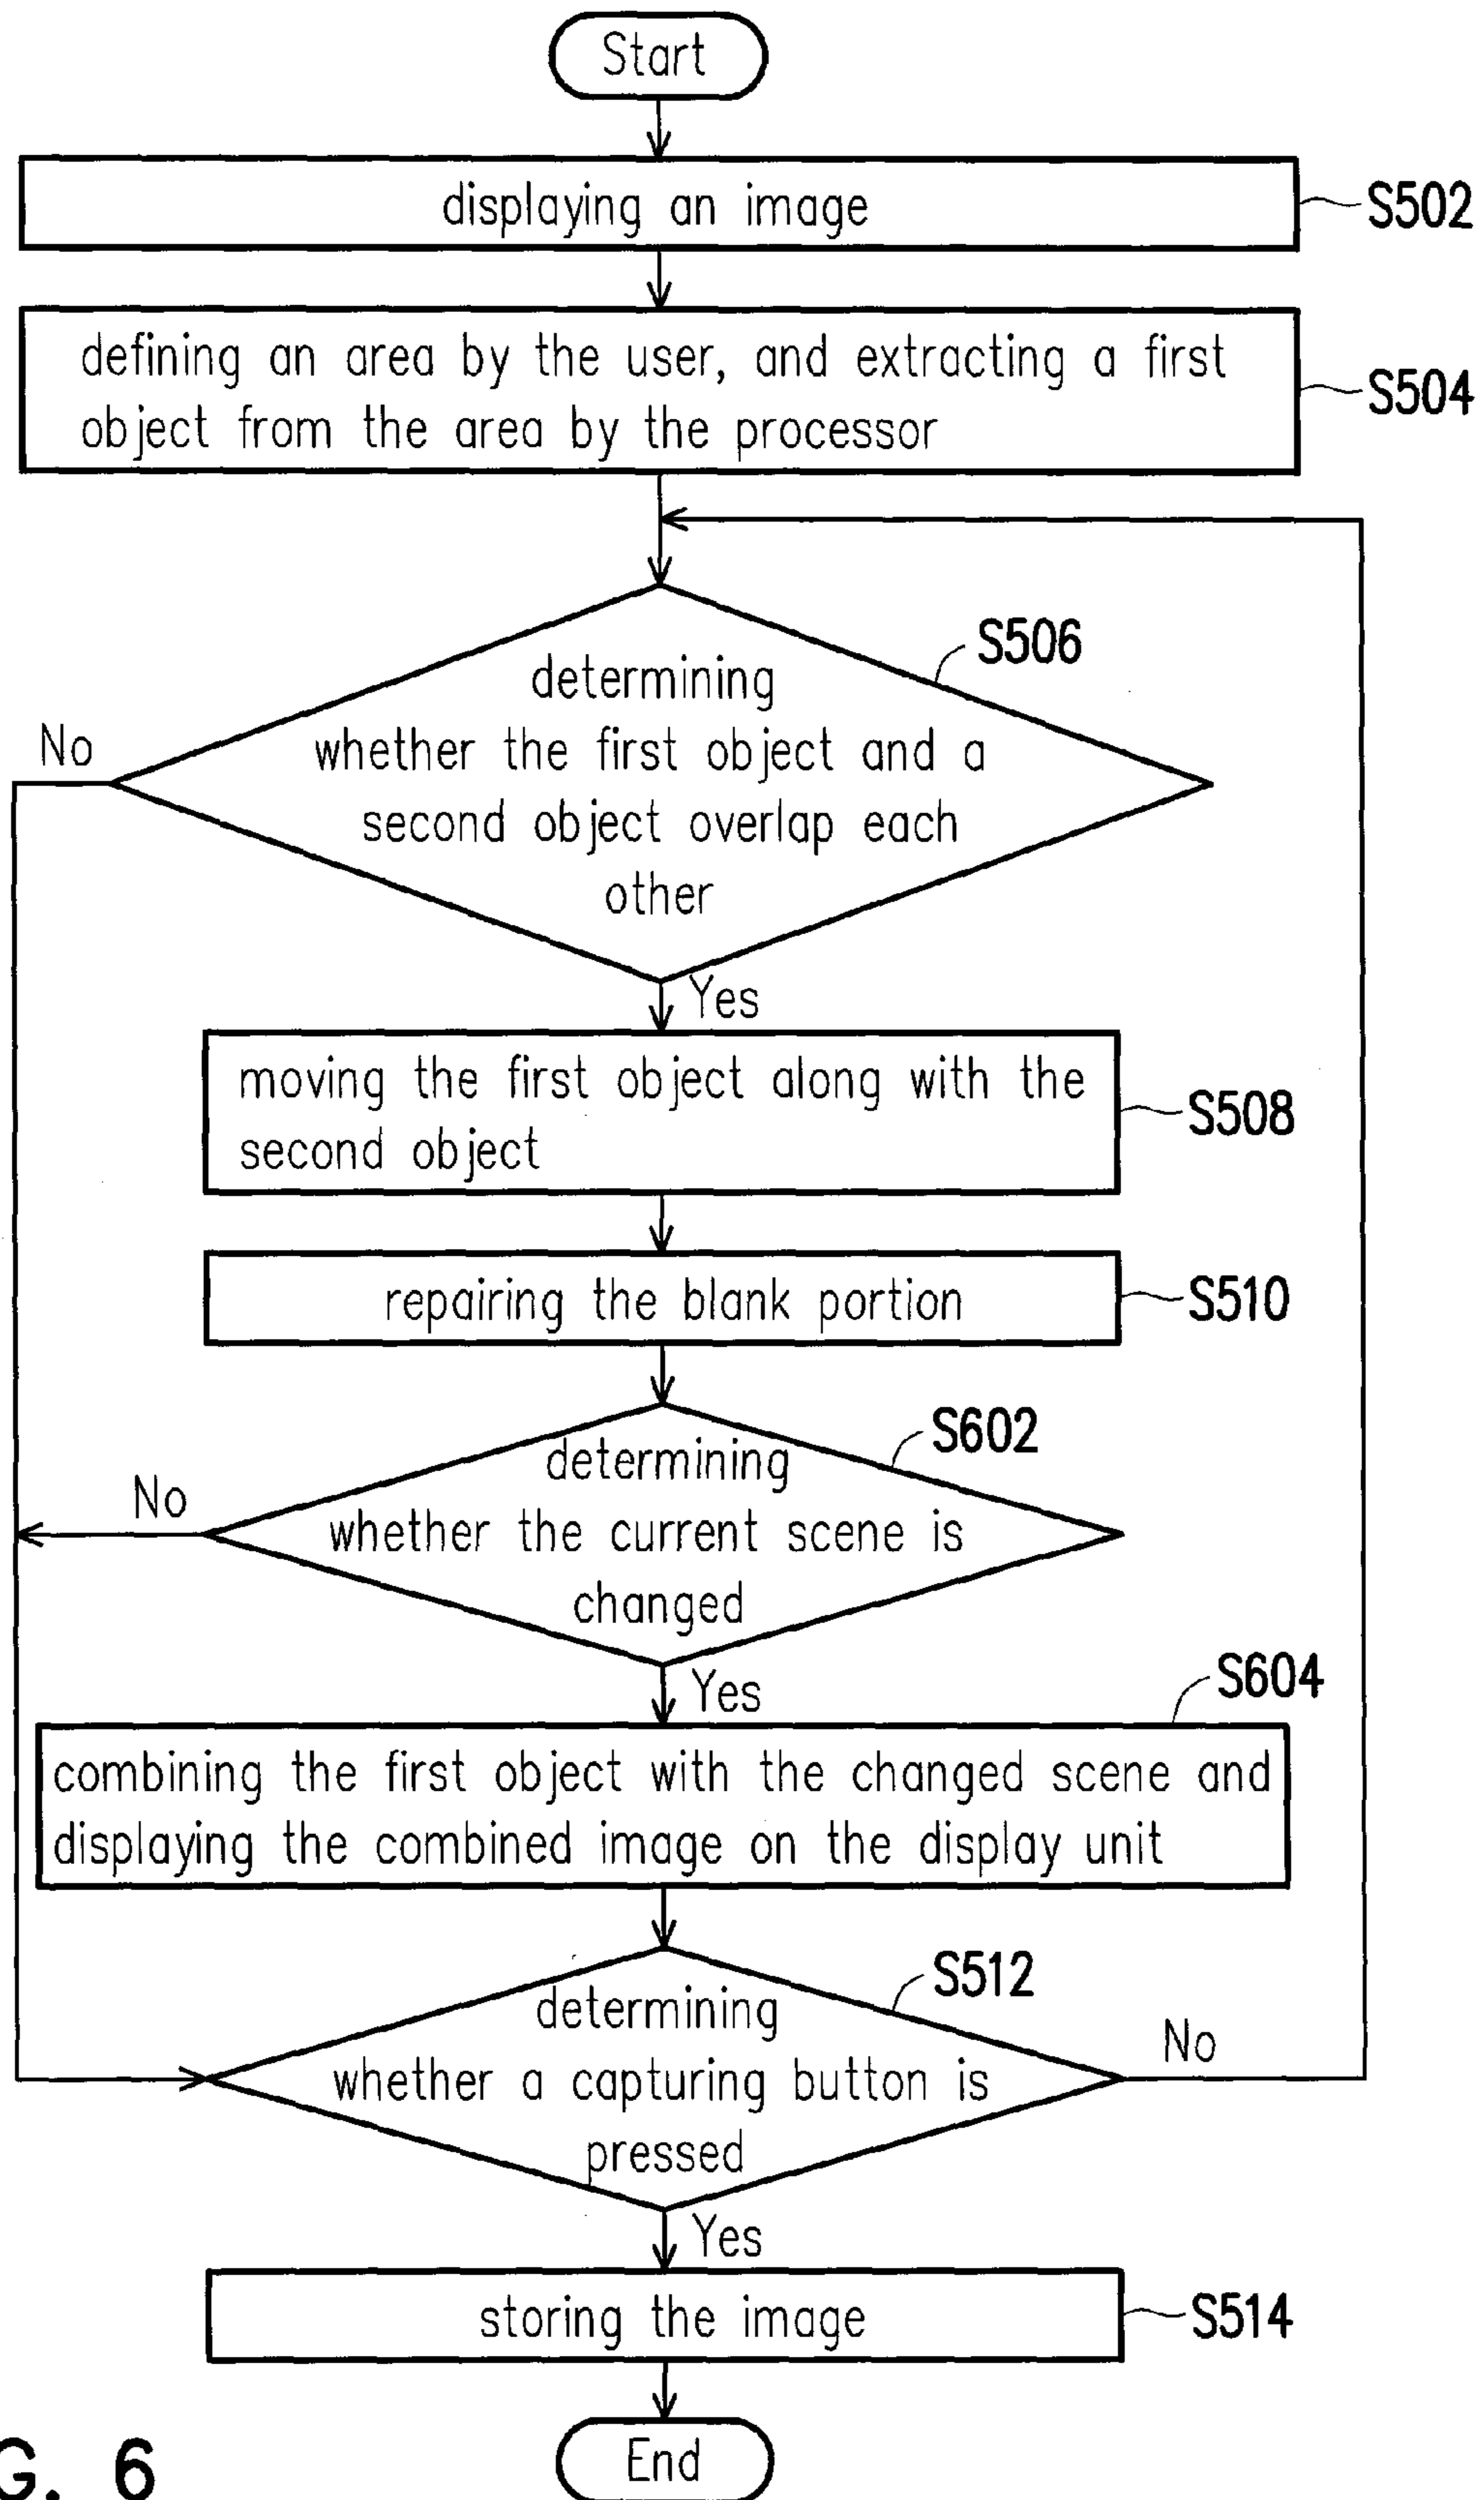 Start
displaying an image
S502
defining an area by the user, and extracting a first
object from the area by the processor
S504
S506
determining
whether the first object and a
second object overlap each
other
No
Yes
moving the first object along with the
second object
S508
repairing the blank portion
S510
S602
determining
whether the current scene is
changed
No
Yes
S604
combining the first object with the changed scene and
displaying the combined image on the display unit
S512
determining
whether a capturing button is
pressed
No
Yes
storing the image
S514
End
G. 6